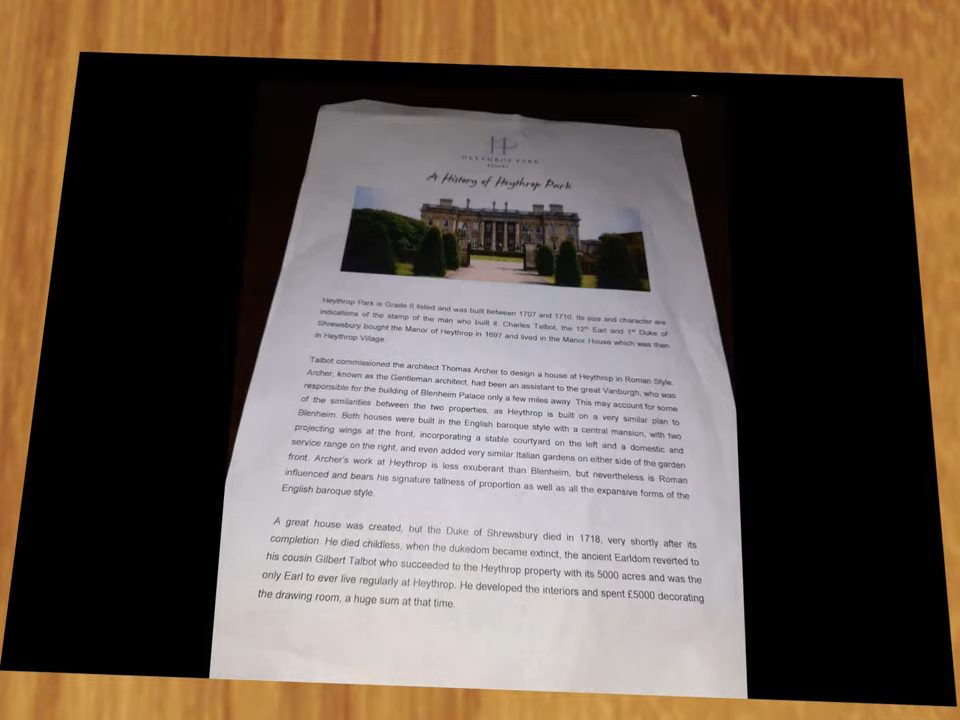 H
HEYTHROP PARK
RESORT
A History of Heythrop Park
Heythrop Park is Grade II listed and was built between 1707 and 1710. Its size and character are
indications of the stamp of the man who built it. Charles Talbot, the 12th Earl and 1st Duke of
Shrewsbury bought the Manor of Heythrop in 1697 and lived in the Manor House which was then
in Heythrop Village.
Talbot commissioned the architect Thomas Archer to design a house at Heythrop in Roman Style.
Archer, known as the Gentleman architect, had been an assistant to the great Vanburgh, who was
responsible for the building of Blenheim Palace only a few miles away. This may account for some
of the similarities between the two properties, as Heythrop is built on a very similar plan to
Blenheim. Both houses were built in the English baroque style with a central mansion, with two
projecting wings at the front, incorporating a stable courtyard on the left and a domestic and
service range on the right, and even added very similar Italian gardens on either side of the garden
front. Archer's work at Heythrop is less exuberant than Blenheim, but nevertheless is Roman
influenced and bears his signature tallness of proportion as well as all the expansive forms of the
English baroque style.
A great house was created, but the Duke of Shrewsbury died in 1718, very shortly after its
completion. He died childless, when the dukedom became extinct, the ancient Earldom reverted to
his cousin Gilbert Talbot who succeeded to the Heythrop property with its 5000 acres and was the
only Earl to ever live regularly at Heythrop. He developed the interiors and spent £5000 decorating
the drawing room, a huge sum at that time.